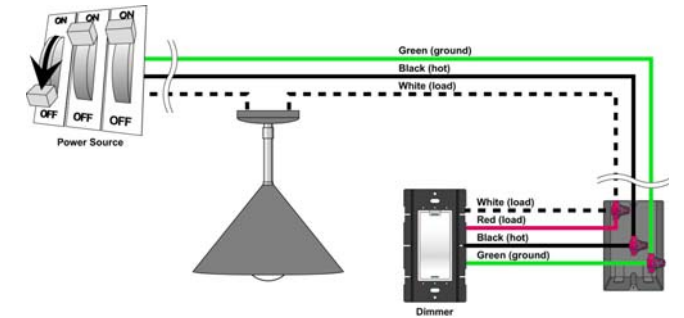 ON
ON
ON
OFF
OFF
OFF
Power Source
Green (ground)
Black (hot)
White (load)
White (load)
Red (load)
Black (hot)
Green (ground)
Dimmer